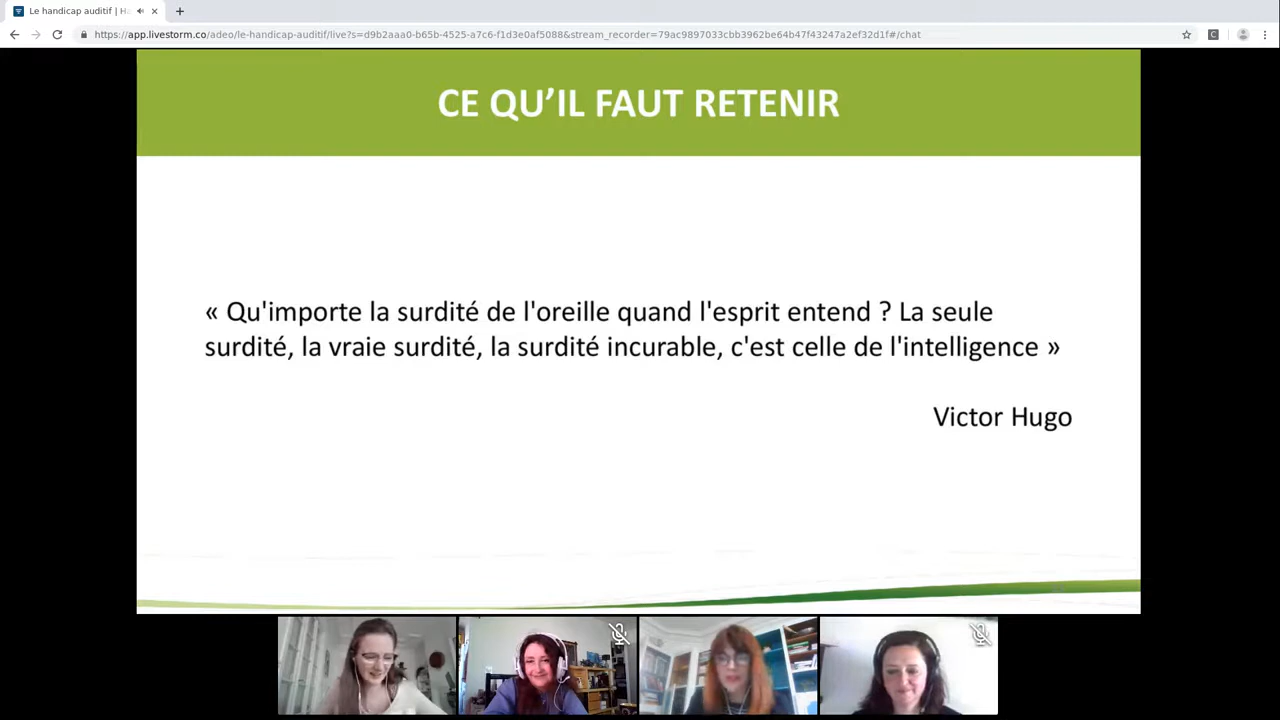 Le handicap auditif | Ha
https://app.livestorm.co/adeo/le-handicap-auditif/live?s=d9b2aaa0-b65b-4525-a7c6-f1d3e0af5088&stream_recorder=79ac9897033cbb3962be64b47f43247a2ef32d1f#/chat
CE QU’IL FAUT RETENIR
« Qu'importe la surdité de l'oreille quand l'esprit entend ? La seule
surdité, la vraie surdité, la surdité incurable, c'est celle de l'intelligence »
Victor Hugo